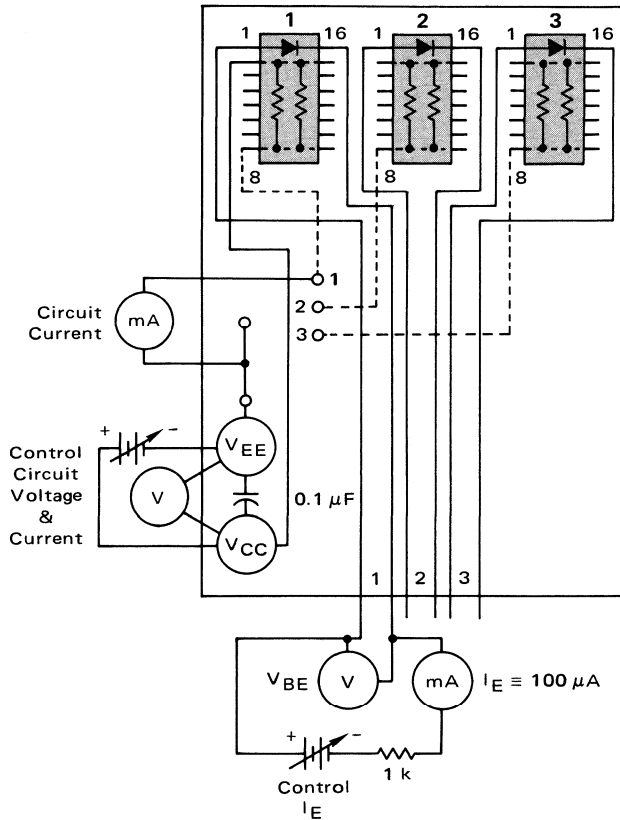 1 2 3
1 16 1 16 1 16
8 8 8
1
2
3
Circuit
Current
mA
+ -
VEE
Control
Circuit
Voltage
&
Current
V
0.1 μF
VCC
1 2 3
VBE
V
mA
IE ≡ 100 μA
+ -
1 k
Control
IE